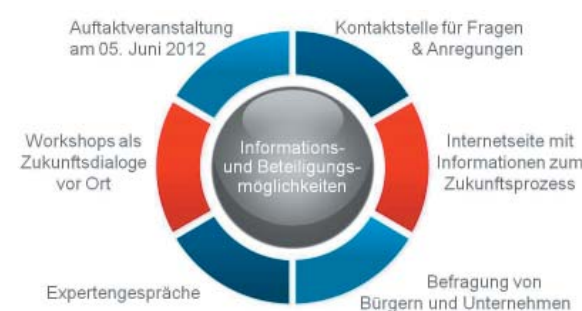 Auftaktveranstaltung
am 05. Juni 2012
Kontaktstelle für Fragen
& Anregungen
Workshops als
Zukunftsdialoge
vor Ort
Informations-
und Beteiligungs-
möglichkeiten
Internetseite mit
Informationen zum
Zukunftsprozess
Expertengespräche
Befragung von
Bürgern und Unternehmen